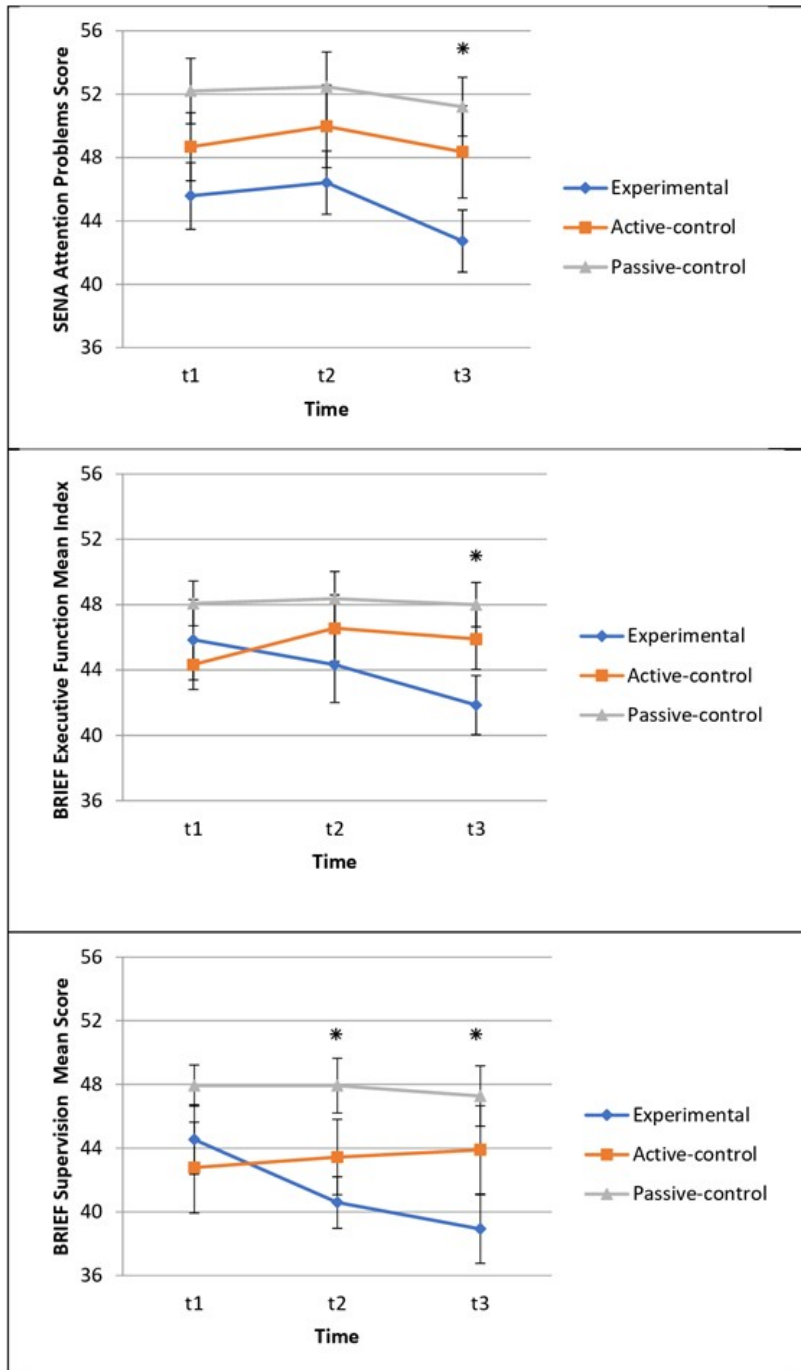 SENA Attention Problems Score
56
52
48
44
40
36
*
t1 t2 t3
Time
Experimental
Active-control
Passive-control
BRIEF Executive Function Mean Index
56
52
48
44
40
36
*
t1 t2 t3
Time
Experimental
Active-control
Passive-control
BRIEF Supervision Mean Score
56
52
48
44
40
36
* *
t1 t2 t3
Time
Experimental
Active-control
Passive-control